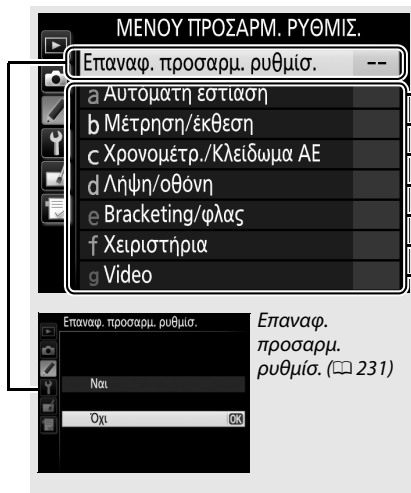 ΜΕΝΟΥ ΠΡΟΣΑΡΜ. ΡΥΘΜΙΣ.
Επαναφ. προσαρμ. ρυθμίσ. --
a Αυτόματη εστίαση
b Μέτρηση/έκθεση
c Χρονομέτρ./Κλείδωμα AE
d Λήψη/οθόνη
e Bracketing/φλας
f Χειριστήρια
g Video
Επαναφ. προσαρμ. ρυθμίσ.
Ναι
Όχι OK
Επαναφ.
προσαρμ.
ρυθμίσ. (0 231)